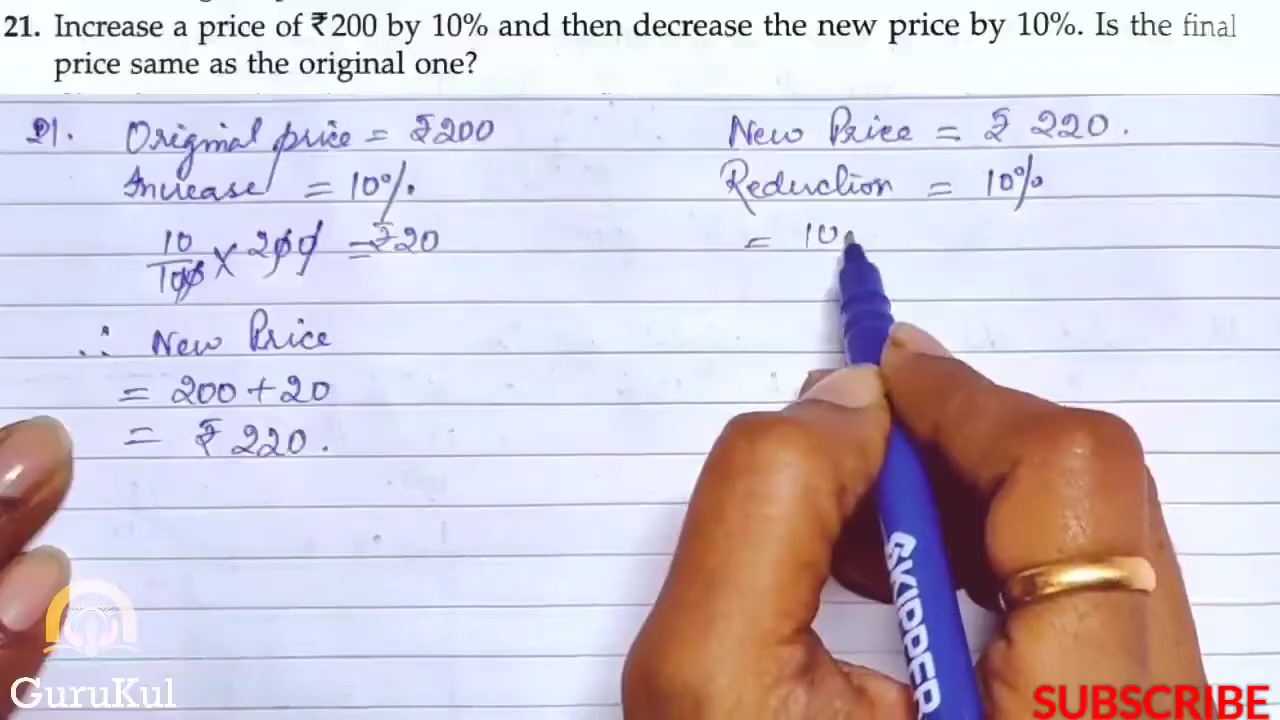 21. Increase a price of ₹200 by 10% and then decrease the new price by 10%. Is the final
price same as the original one?
21. Original price = ₹200
Increase = 10%
10/100 × 200 = ₹20
∴ New Price
= 200 + 20
= ₹ 220.
New Price = ₹ 220.
Reduction = 10%
= 10
SKIPPER
GuruKul
SUBSCRIBE